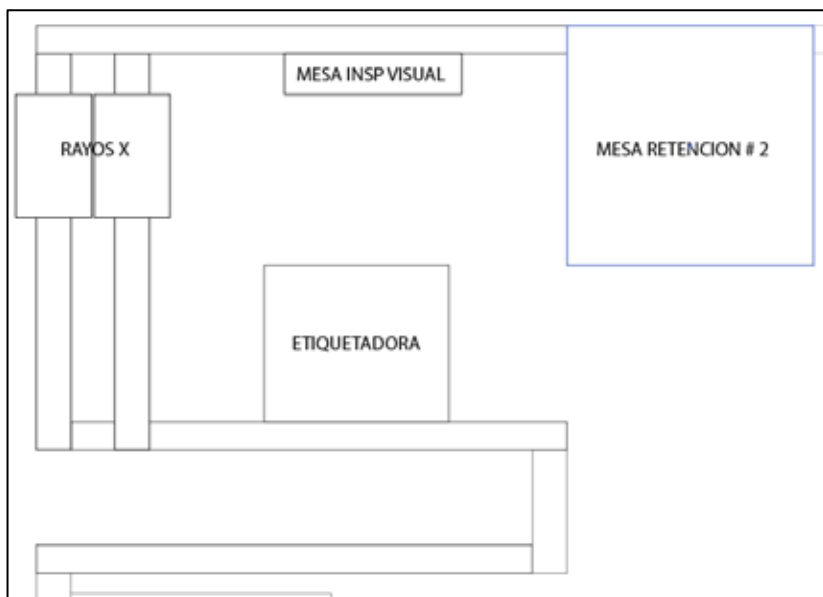 MESA INSP VISUAL
RAYOS X
MESA RETENCION # 2
ETIQUETADORA